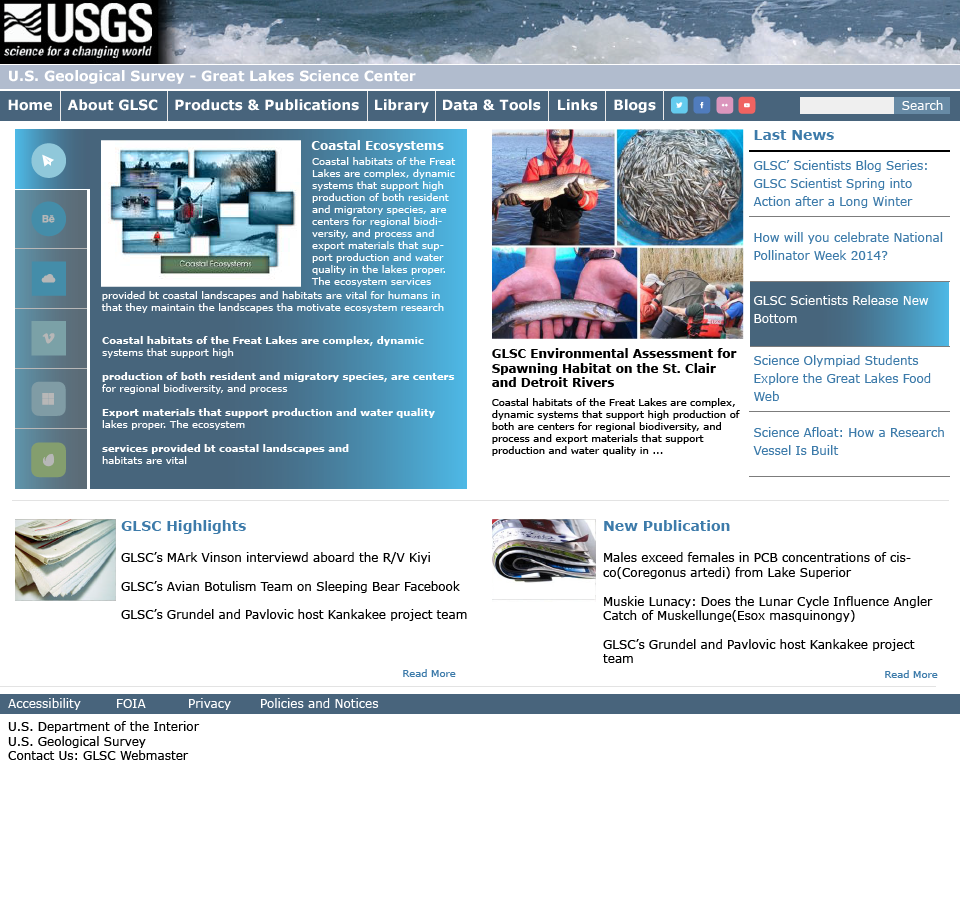 USGS
science for a changing world
U.S. Geological Survey - Great Lakes Science Center
Home About GLSC Products & Publications Library Data & Tools Links Blogs Search
Bē
Coastal Ecosystems
Coastal Ecosystems
Coastal habitats of the Freat
Lakes are complex, dynamic
systems that support high
production of both resident
and migratory species, are
centers for regional biodi-
versity, and process and
export materials that sup-
port production and water
quality in the lakes proper.
The ecosystem services
provided bt coastal landscapes and habitats are vital for humans in
that they maintain the landscapes tha motivate ecosystem research
Coastal habitats of the Freat Lakes are complex, dynamic
systems that support high
production of both resident and migratory species, are centers
for regional biodiversity, and process
Export materials that support production and water quality
lakes proper. The ecosystem
services provided bt coastal landscapes and
habitats are vital
GLSC Environmental Assessment for
Spawning Habitat on the St. Clair
and Detroit Rivers
Coastal habitats of the Freat Lakes are complex,
dynamic systems that support high production of
both are centers for regional biodiversity, and
process and export materials that support
production and water quality in ...
Last News
GLSC' Scientists Blog Series:
GLSC Scientist Spring into
Action after a Long Winter
How will you celebrate National
Pollinator Week 2014?
GLSC Scientists Release New
Bottom
Science Olympiad Students
Explore the Great Lakes Food
Web
Science Afloat: How a Research
Vessel Is Built
GLSC Highlights
GLSC's MArk Vinson interviewd aboard the R/V Kiyi
GLSC's Avian Botulism Team on Sleeping Bear Facebook
GLSC's Grundel and Pavlovic host Kankakee project team
Read More
New Publication
Males exceed females in PCB concentrations of cis-
co(Coregonus artedi) from Lake Superior
Muskie Lunacy: Does the Lunar Cycle Influence Angler
Catch of Muskellunge(Esox masquinongy)
GLSC's Grundel and Pavlovic host Kankakee project
team
Read More
Accessibility FOIA Privacy Policies and Notices
U.S. Department of the Interior
U.S. Geological Survey
Contact Us: GLSC Webmaster